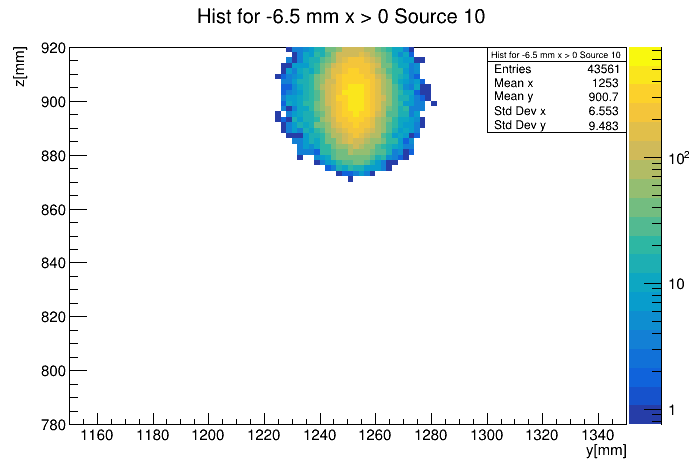 Hist for -6.5 mm x > 0 Source 10
z[mm]
920
900
880
860
840
820
800
780
1160 1180 1200 1220 1240 1260 1280 1300 1320 1340
y[mm]
Hist for -6.5 mm x > 0 Source 10
Entries 43561
Mean x 1253
Mean y 900.7
Std Dev x 6.553
Std Dev y 9.483
10²
10
1